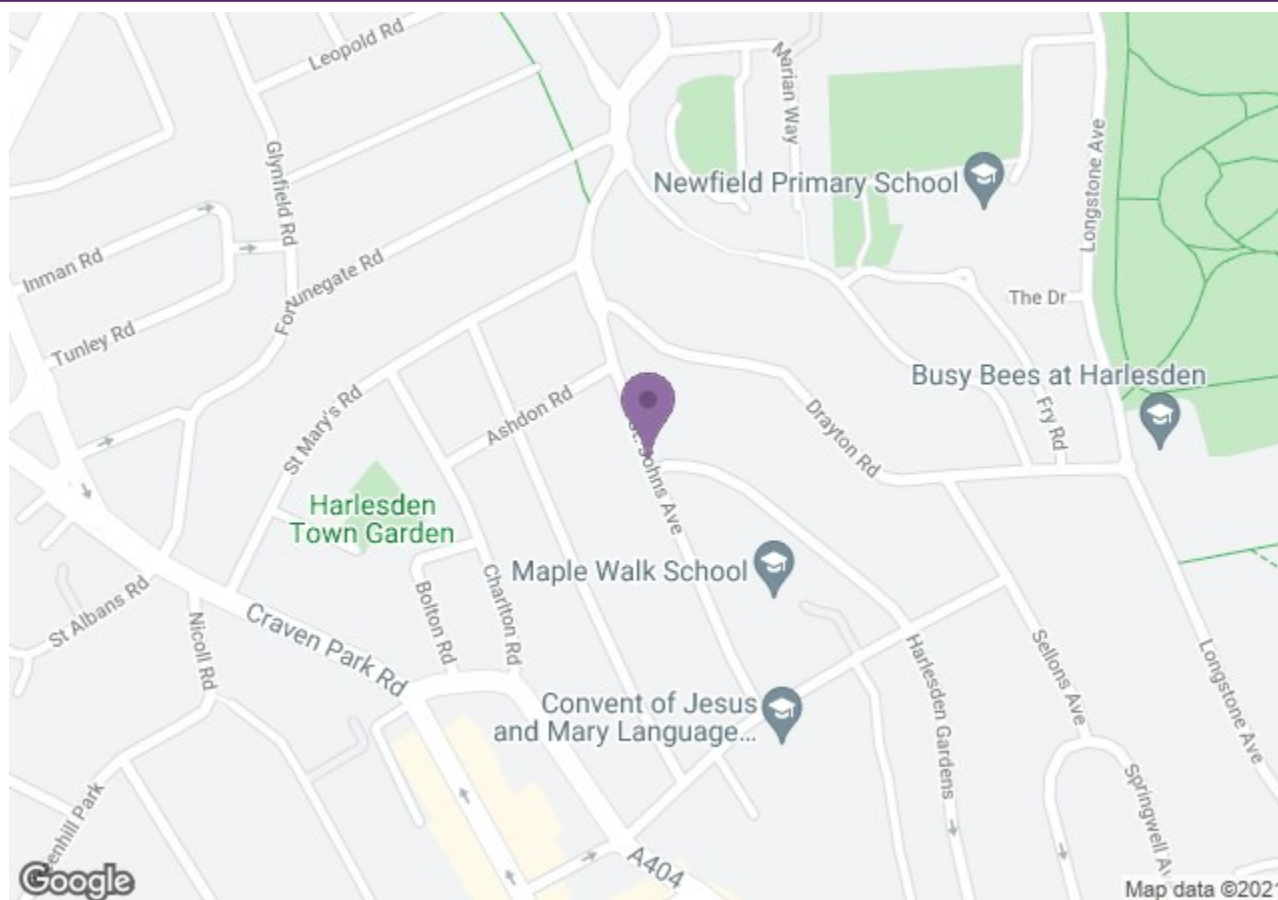 Leopold Rd
Marian Way
Glynfield Rd
Newfield Primary School
Longstone Ave
Inman Rd
Fortunegate Rd
The Dr
Tunley Rd
Busy Bees at Harlesden
St Mary's Rd
Ashdon Rd
Drayton Rd
Fry Rd
St. Johns Ave
Harlesden
Town Garden
Maple Walk School
St Albans Rd
Nicoll Rd
Craven Park Rd
Bolton Rd
Charlton Rd
Harlesden Gardens
Sellons Ave
Longstone Ave
Convent of Jesus
and Mary Language...
Springwell Av
eenhill Park
A404
Google
Map data ©2021